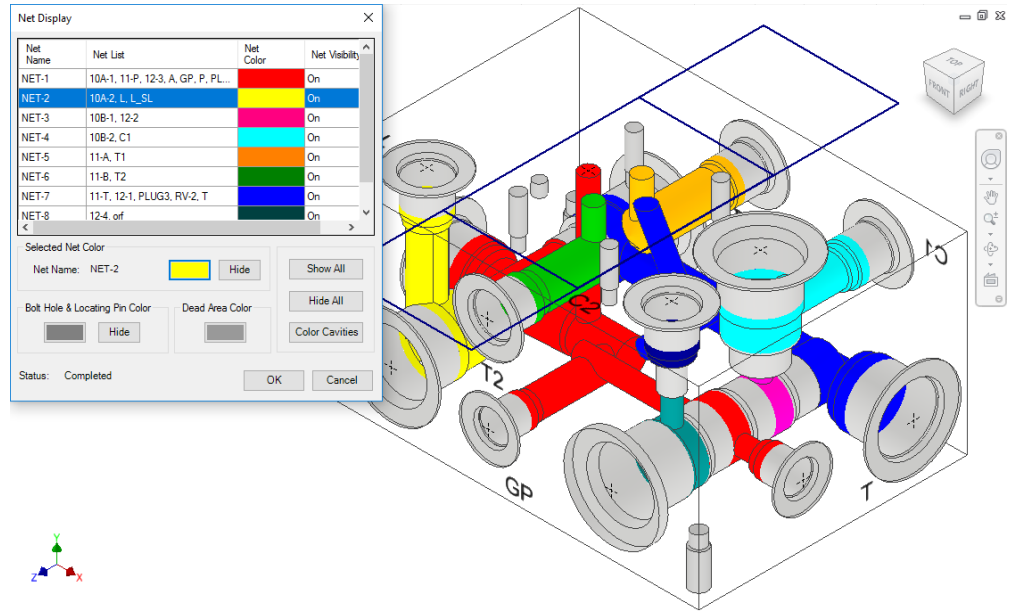 Net Display
Net Name Net List Net Color Net Visibility
NET-1 10A-1, 11-P, 12-3, A, GP, P, PL... On
NET-2 10A-2, L, L_SL On
NET-3 10B-1, 12-2 On
NET-4 10B-2, C1 On
NET-5 11-A, T1 On
NET-6 11-B, T2 On
NET-7 11-T, 12-1, PLUG3, RV-2, T On
NET-8 12-4, orf On
Selected Net Color
Net Name: NET-2 Hide
Show All
Bolt Hole & Locating Pin Color
Hide
Dead Area Color
Hide All
Color Cavities
Status: Completed
OK Cancel
TOP
FRONT RIGHT
C1
C2
T2
GP
T
Y
Z X